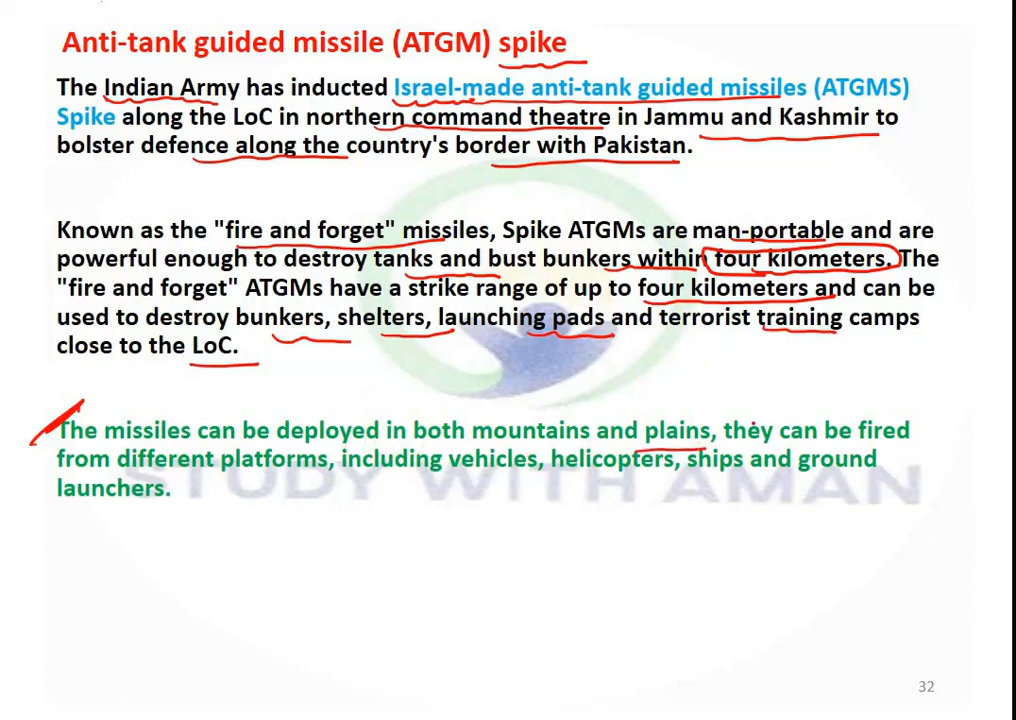 Anti-tank guided missile (ATGM) spike
The Indian Army has inducted Israel-made anti-tank guided missiles (ATGMS)
Spike along the LoC in northern command theatre in Jammu and Kashmir to
bolster defence along the country's border with Pakistan.
Known as the "fire and forget" missiles, Spike ATGMs are man-portable and are
powerful enough to destroy tanks and bust bunkers within four kilometers. The
"fire and forget" ATGMs have a strike range of up to four kilometers and can be
used to destroy bunkers, shelters, launching pads and terrorist training camps
close to the LoC.
The missiles can be deployed in both mountains and plains, they can be fired
from different platforms, including vehicles, helicopters, ships and ground
launchers.
STUDY WITH AMAN
32